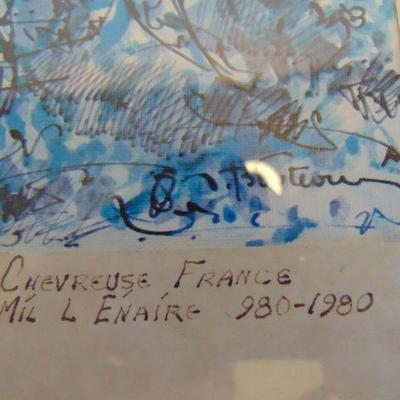 CHEVREUSE FRANCE
MIL L ENAIRE 980-1980